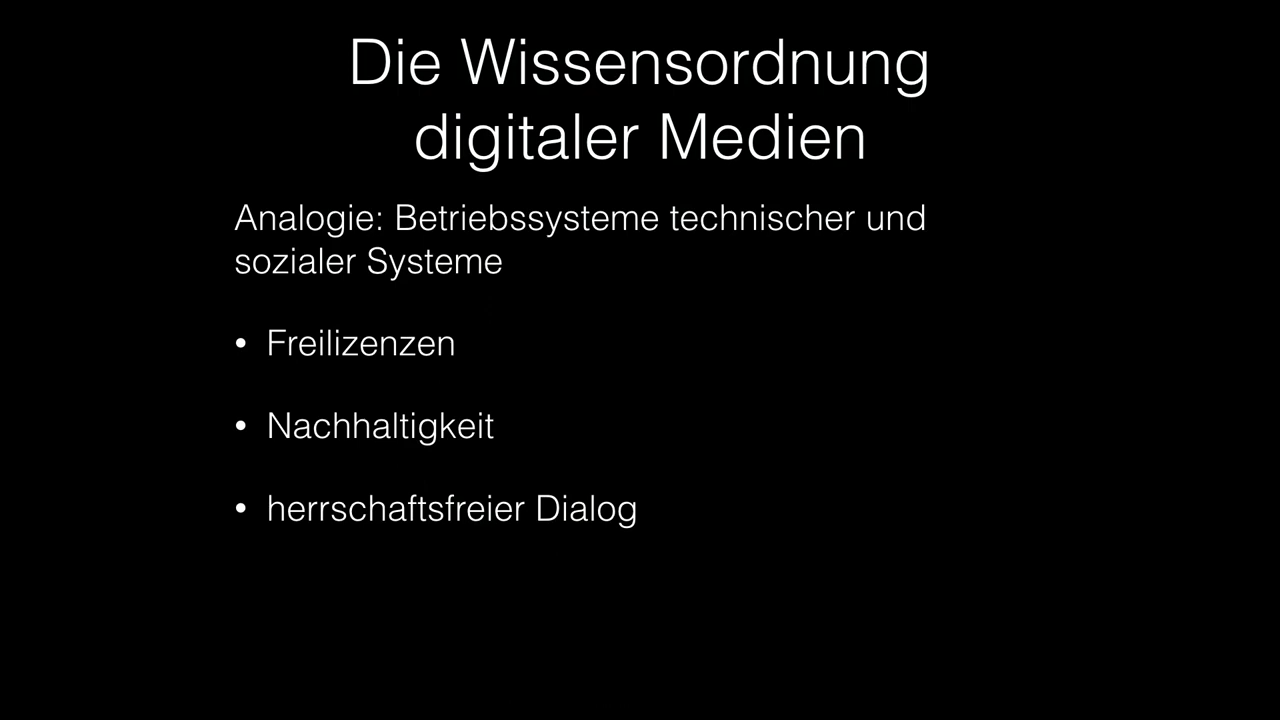 Die Wissensordnung
digitaler Medien
Analogie: Betriebssysteme technischer und
sozialer Systeme
• Freilizenzen
• Nachhaltigkeit
• herrschaftsfreier Dialog